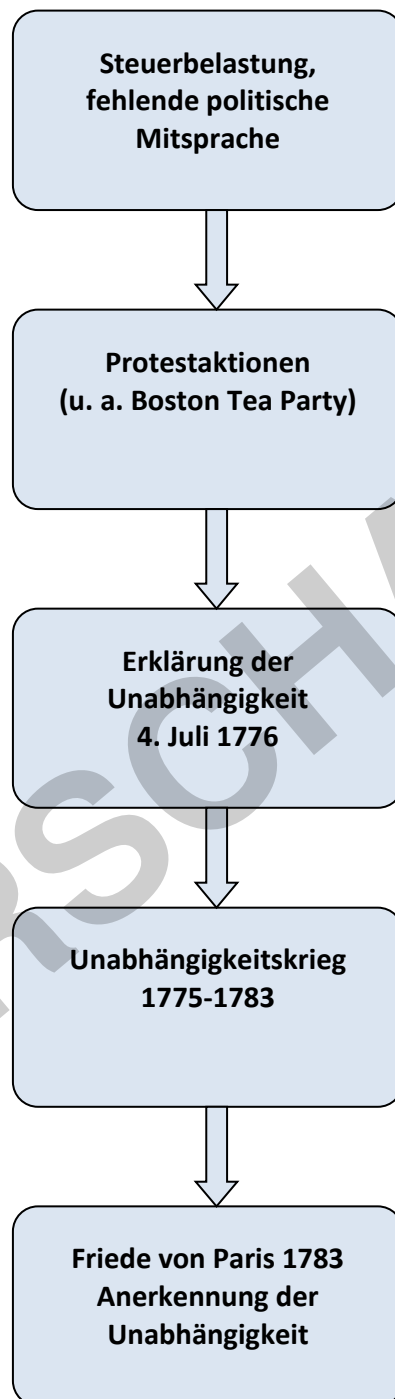 Steuerbelastung,
fehlende politische
Mitsprache
Protestaktionen
(u. a. Boston Tea Party)
Erklärung der
Unabhängigkeit
4. Juli 1776
Unabhängigkeitskrieg
1775-1783
Friede von Paris 1783
Anerkennung der
Unabhängigkeit